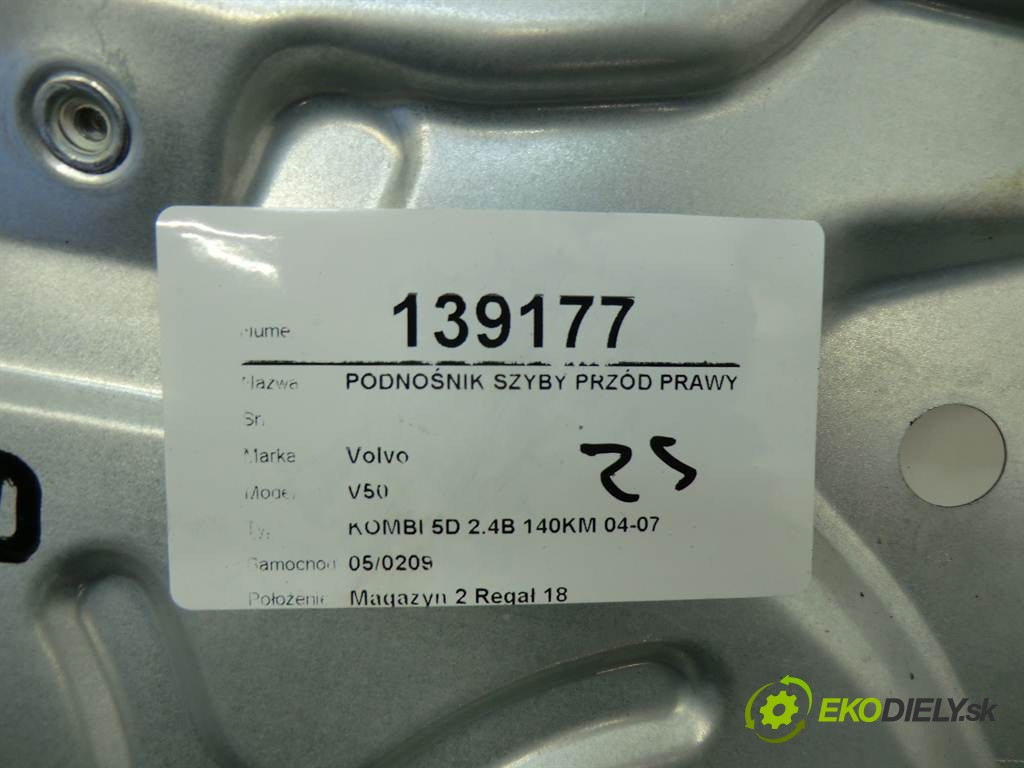 139177
Nazwa PODNOŚNIK SZYBY PRZÓD PRAWY
Marka Volvo
Model V50
KOMBI 5D 2.4B 140KM 04-07
Samochód 05/0209
Położenie Magazyn 2 Regał 18
25
EKODIELY.sk